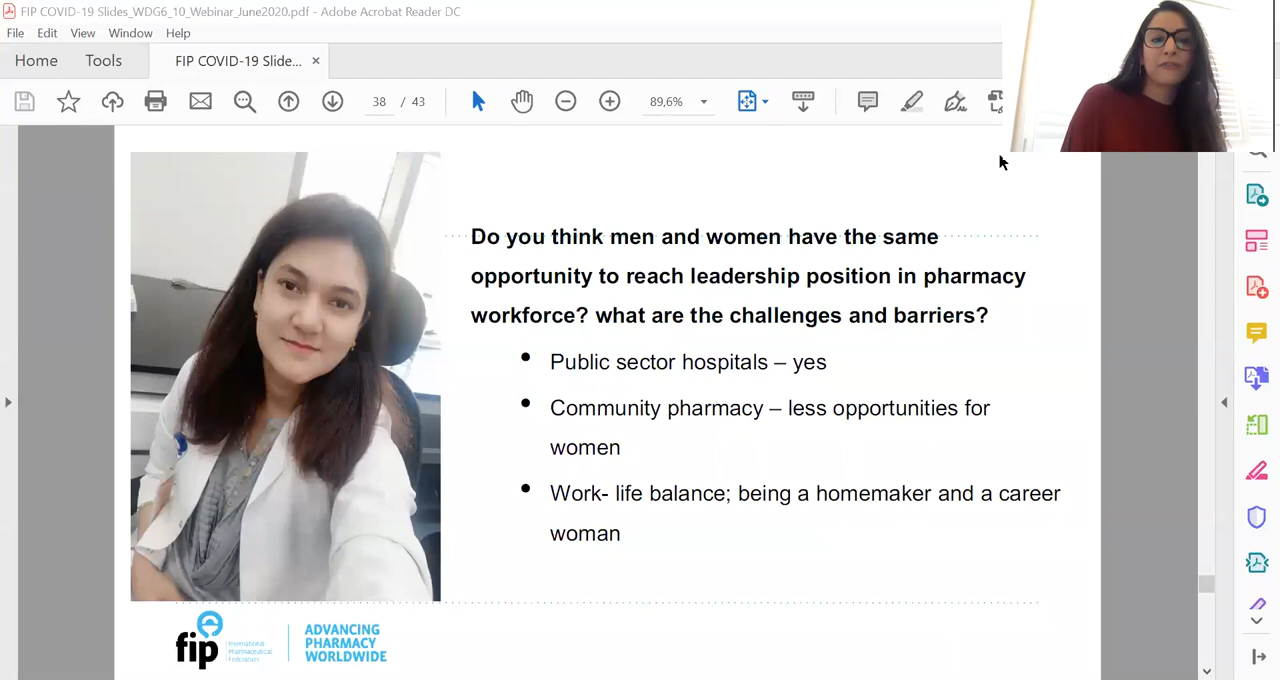 FIP COVID-19 Slides_WDG6_10_Webinar_June2020.pdf - Adobe Acrobat Reader DC
File Edit View Window Help
Home Tools FIP COVID-19 Slide... ×
38 / 43 89,6%
Do you think men and women have the same
opportunity to reach leadership position in pharmacy
workforce? what are the challenges and barriers?
• Public sector hospitals – yes
• Community pharmacy – less opportunities for
women
• Work- life balance; being a homemaker and a career
woman
fip
International
Pharmaceutical
Federation
ADVANCING
PHARMACY
WORLDWIDE